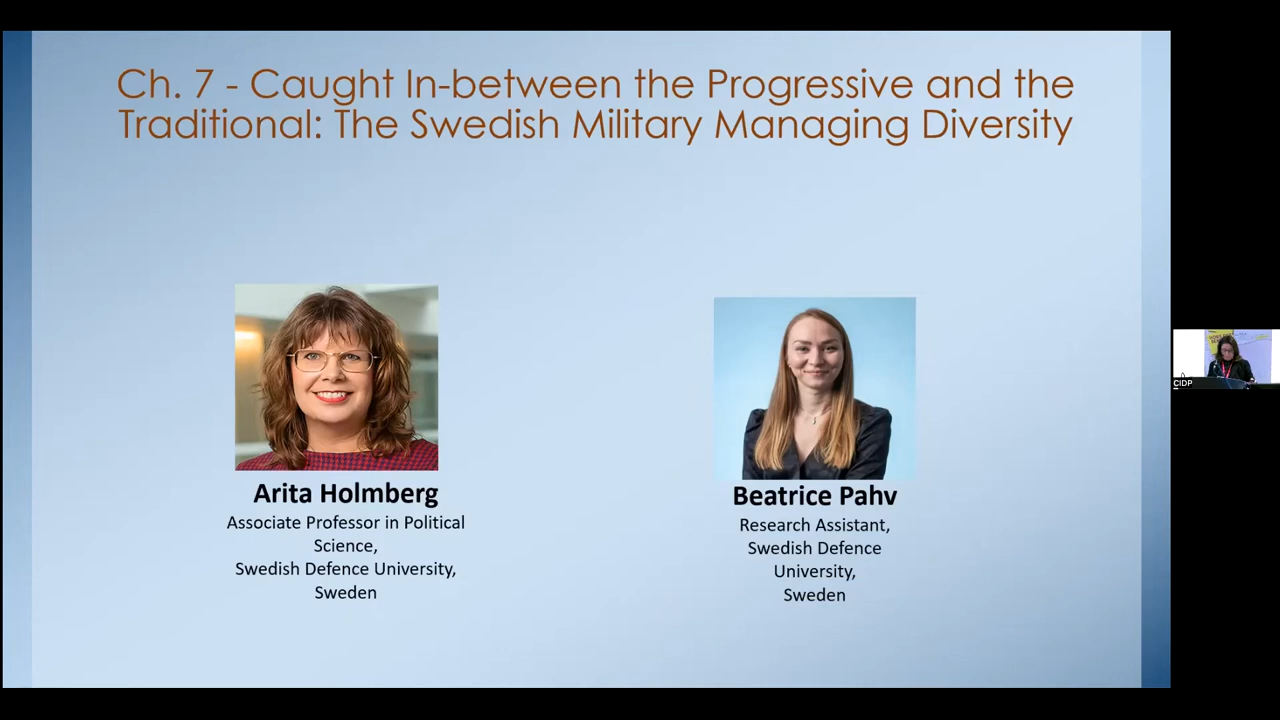 Ch. 7 - Caught In-between the Progressive and the
Traditional: The Swedish Military Managing Diversity
Arita Holmberg
Associate Professor in Political
Science,
Swedish Defence University,
Sweden
Beatrice Pahv
Research Assistant,
Swedish Defence
University,
Sweden
CIDP